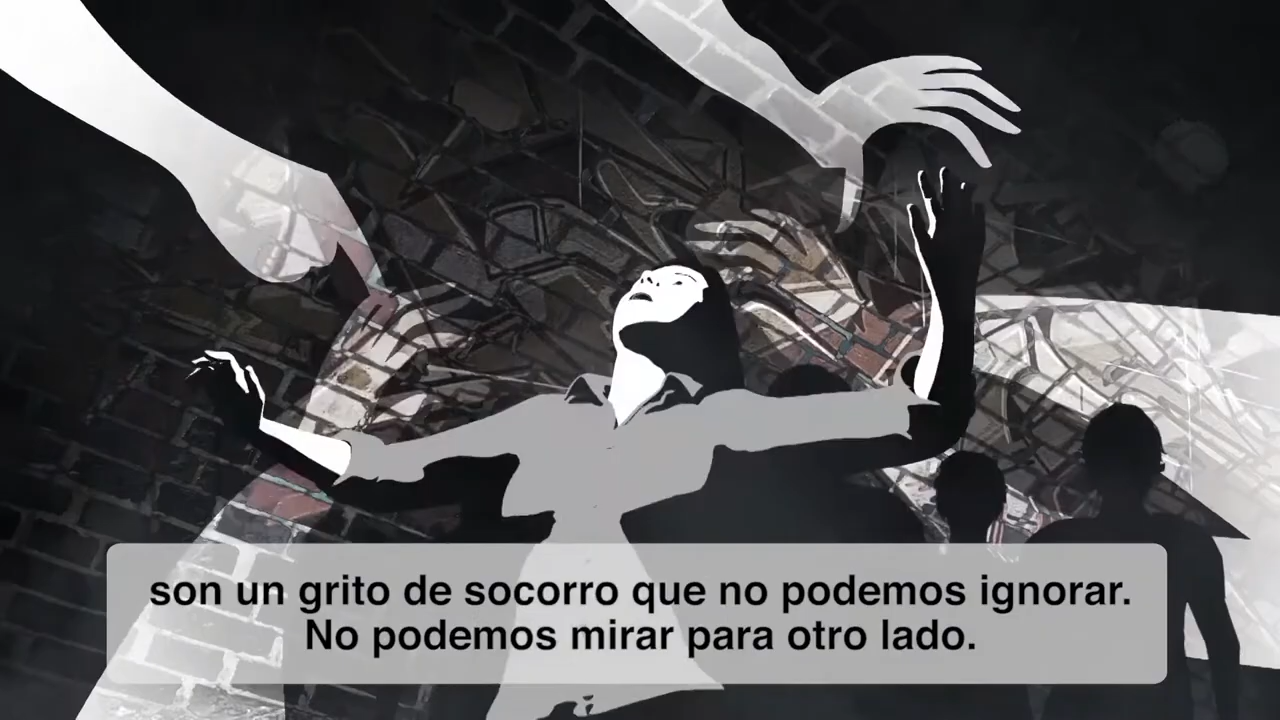 son un grito de socorro que no podemos ignorar.
No podemos mirar para otro lado.